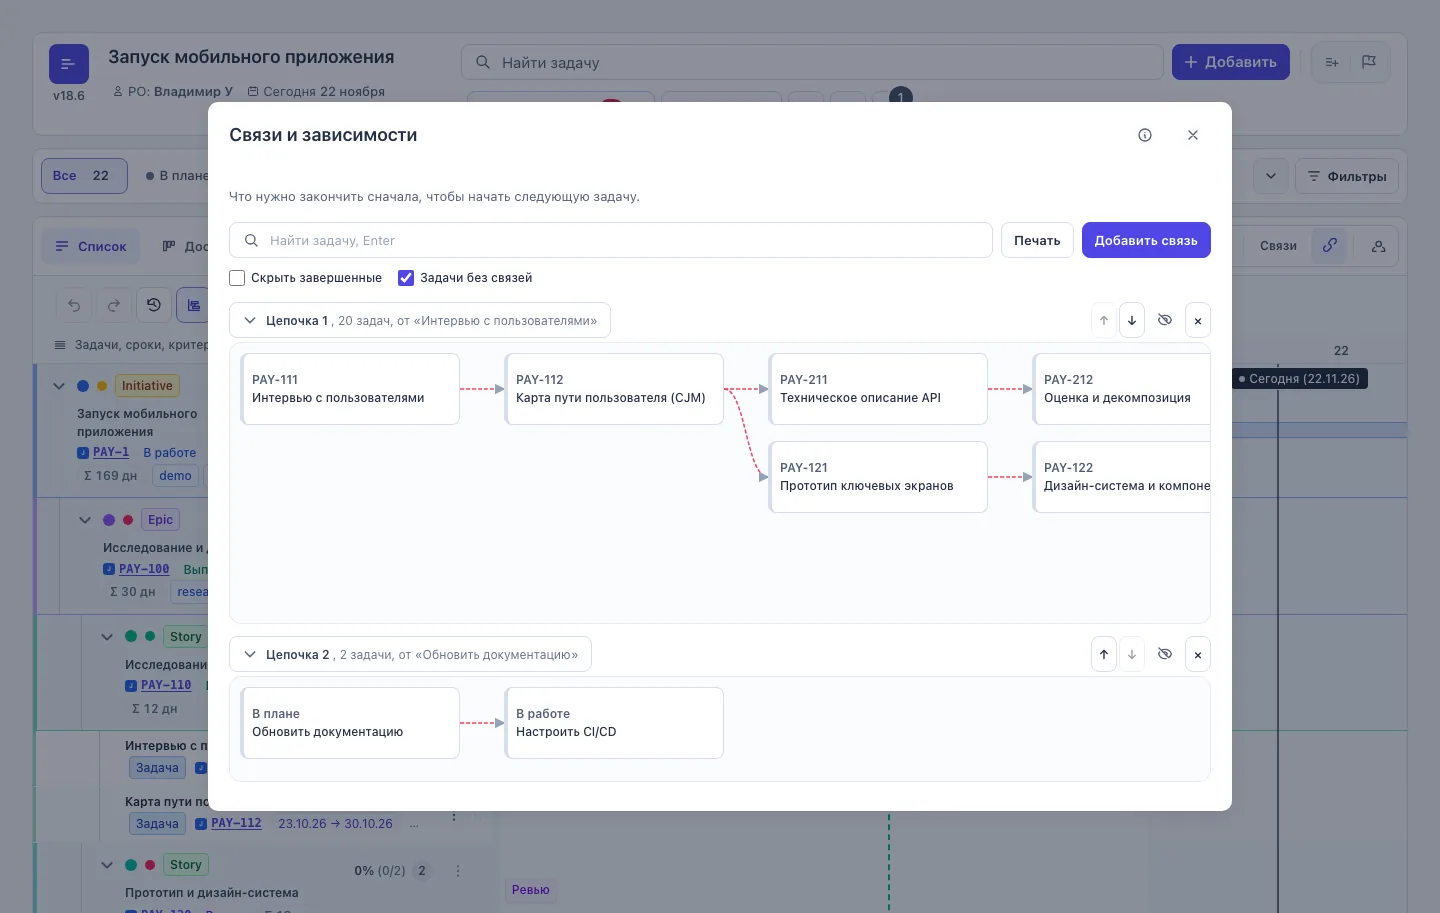 Запуск мобильного приложения
v18.6
PO: Владимир У
Сегодня 22 ноября
Найти задачу
Добавить
1
Все 22
В плане
Фильтры
Список
Дос
Связи
Задачи, сроки, критер
22
Сегодня (22.11.26)
Initiative
Запуск мобильного
приложения
PAY-1 В работе
Σ 169 дн demo
Epic
Исследование и
PAY-100 Вып
Σ 30 дн resea
Story
Исследовани
PAY-110
Σ 12 дн
Интервью с п
Задача
Карта пути по
Задача PAY-112 23.10.26 → 30.10.26 ...
Story 0% (0/2) 2
Прототип и дизайн-система
Ревью
Связи и зависимости
Что нужно закончить сначала, чтобы начать следующую задачу.
Найти задачу, Enter
Печать
Добавить связь
Скрыть завершенные
Задачи без связей
Цепочка 1 , 20 задач, от «Интервью с пользователями»
PAY-111
Интервью с пользователями
PAY-112
Карта пути пользователя (CJM)
PAY-211
Техническое описание API
PAY-212
Оценка и декомпозиция
PAY-121
Прототип ключевых экранов
PAY-122
Дизайн-система и компоне
Цепочка 2 , 2 задачи, от «Обновить документацию»
В плане
Обновить документацию
В работе
Настроить CI/CD